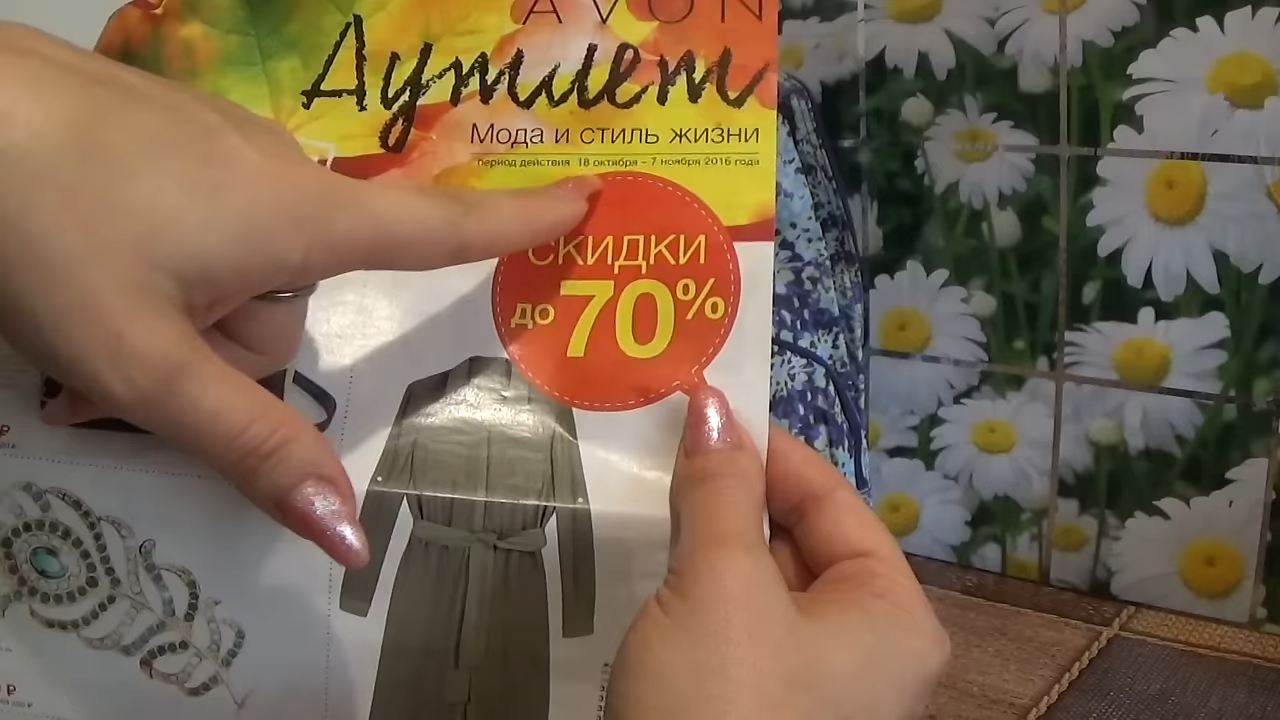 AVON
Аутлет
Мода и стиль жизни
период действия 18 октября – 7 ноября 2016 года
СКИДКИ
до 70%